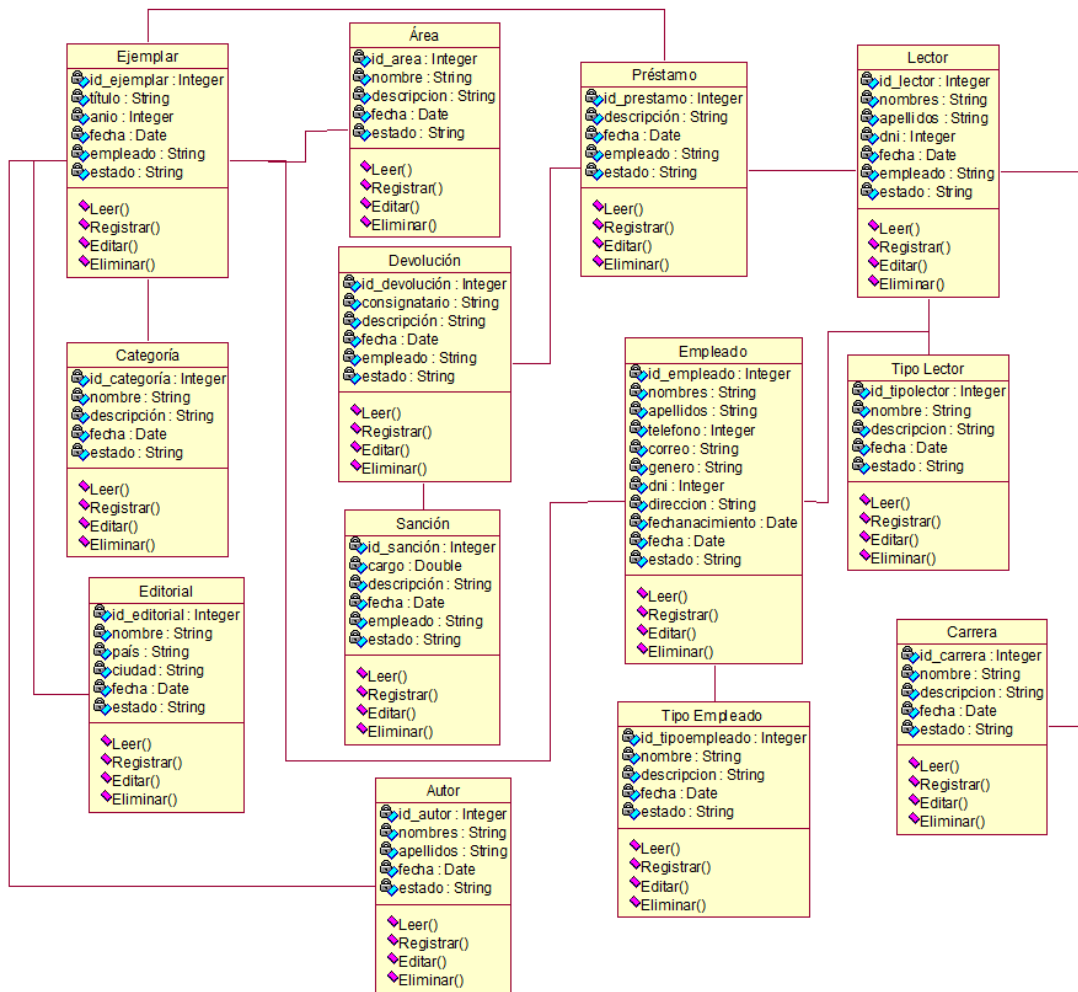 Ejemplar
id_ejemplar : Integer
título : String
anio : Integer
fecha : Date
empleado : String
estado : String
Leer()
Registrar()
Editar()
Eliminar()
Área
id_area : Integer
nombre : String
descripcion : String
fecha : Date
estado : String
Leer()
Registrar()
Editar()
Eliminar()
Préstamo
id_prestamo : Integer
descripción : String
fecha : Date
empleado : String
estado : String
Leer()
Registrar()
Editar()
Eliminar()
Lector
id_lector : Integer
nombres : String
apellidos : String
dni : Integer
fecha : Date
empleado : String
estado : String
Leer()
Registrar()
Editar()
Eliminar()
Devolución
id_devolución : Integer
consignatario : String
descripción : String
fecha : Date
empleado : String
estado : String
Leer()
Registrar()
Editar()
Eliminar()
Categoría
id_categoría : Integer
nombre : String
descripción : String
fecha : Date
estado : String
Leer()
Registrar()
Editar()
Eliminar()
Empleado
id_empleado : Integer
nombres : String
apellidos : String
telefono : Integer
correo : String
genero : String
dni : Integer
direccion : String
fechanacimiento : Date
fecha : Date
estado : String
Leer()
Registrar()
Editar()
Eliminar()
Tipo Lector
id_tipolector : Integer
nombre : String
descripcion : String
fecha : Date
estado : String
Leer()
Registrar()
Editar()
Eliminar()
Sanción
id_sanción : Integer
cargo : Double
descripción : String
fecha : Date
empleado : String
estado : String
Leer()
Registrar()
Editar()
Eliminar()
Editorial
id_editorial : Integer
nombre : String
país : String
ciudad : String
fecha : Date
estado : String
Leer()
Registrar()
Editar()
Eliminar()
Carrera
id_carrera : Integer
nombre : String
descripcion : String
fecha : Date
estado : String
Leer()
Registrar()
Editar()
Eliminar()
Tipo Empleado
id_tipoempleado : Integer
nombre : String
descripcion : String
fecha : Date
estado : String
Leer()
Registrar()
Editar()
Eliminar()
Autor
id_autor : Integer
nombres : String
apellidos : String
fecha : Date
estado : String
Leer()
Registrar()
Editar()
Eliminar()